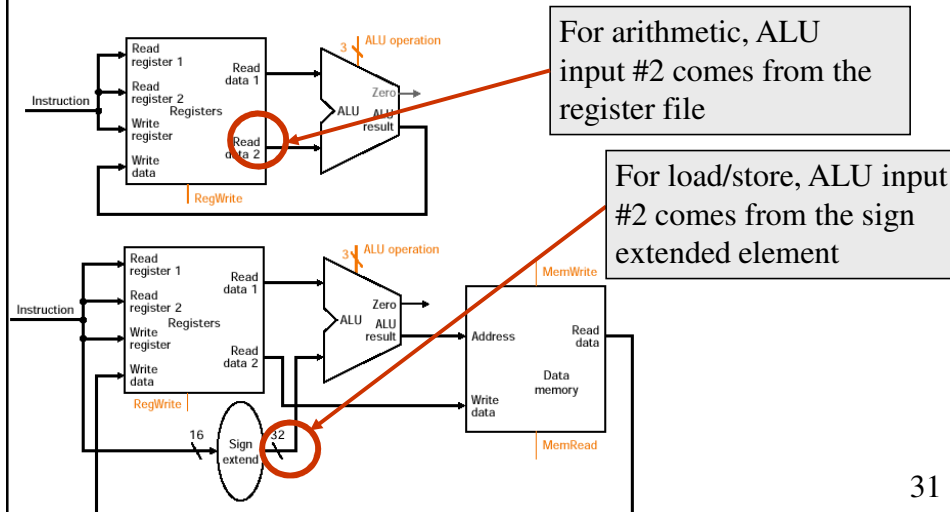 For arithmetic, ALU
input #2 comes from the
register file
Read
register 1
Read
register 2
Write
register
Write
data
Instruction
Registers
Read
data 1
Read
data 2
RegWrite
3
ALU operation
Zero
ALU
ALU
result
For load/store, ALU input
#2 comes from the sign
extended element
Read
register 1
Read
register 2
Write
register
Write
data
Instruction
Registers
Read
data 1
Read
data 2
RegWrite
3
ALU operation
Zero
ALU
ALU
result
MemWrite
Address
Read
data
Data
memory
Write
data
MemRead
16
Sign
extend
32
31